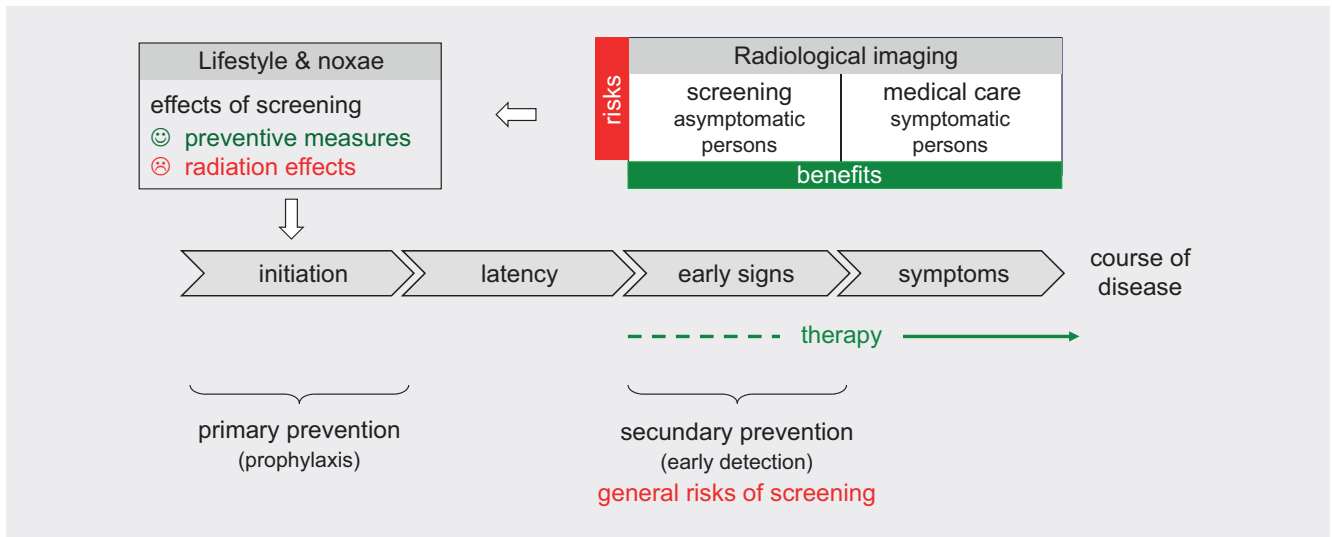 Lifestyle & noxae
effects of screening
preventive measures
radiation effects
risks
Radiological imaging
screening
asymptomatic
persons
medical care
symptomatic
persons
benefits
initiation
latency
early signs
symptoms
course of
disease
therapy
primary prevention
(prophylaxis)
secundary prevention
(early detection)
general risks of screening